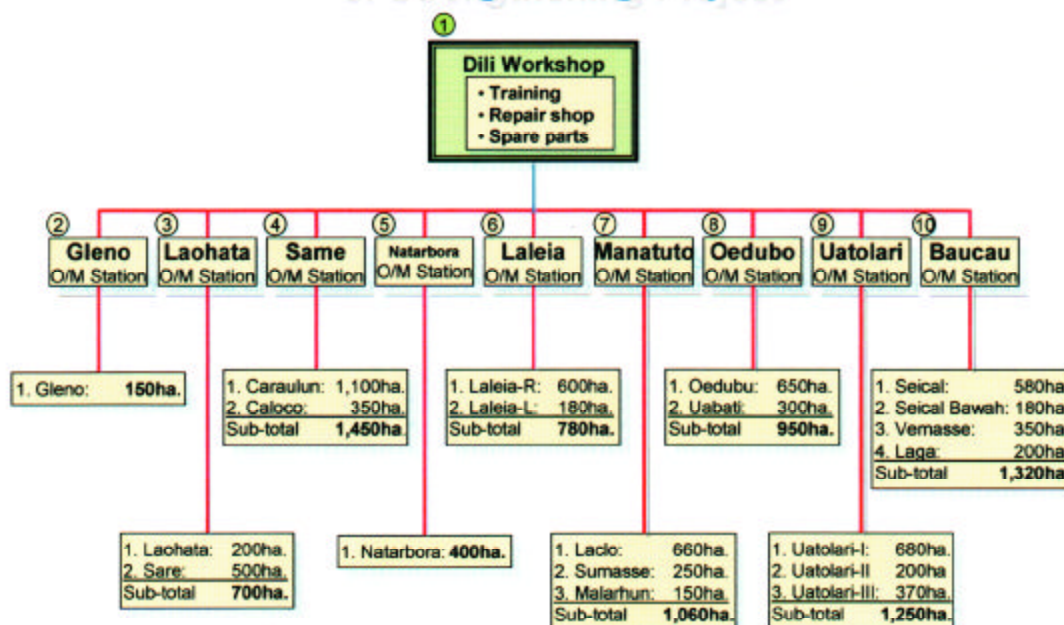 1
Dili Workshop
• Training
• Repair shop
• Spare parts
2
Gleno
O/M Station
3
Laohata
O/M Station
4
Same
O/M Station
5
Natarbora
O/M Station
6
Laleia
O/M Station
7
Manatuto
O/M Station
8
Oedubo
O/M Station
9
Uatolari
O/M Station
10
Baucau
O/M Station
1. Gleno: 150ha.
1. Caraulun: 1,100ha.
2. Caloco: 350ha.
Sub-total 1,450ha.
1. Laleia-R: 600ha.
2. Laleia-L: 180ha.
Sub-total 780ha.
1. Oedubu: 650ha.
2. Uabati: 300ha.
Sub-total 950ha.
1. Seical: 580ha
2. Seical Bawah: 180ha
3. Vemasse: 350ha
4. Laga: 200ha
Sub-total 1,320ha
1. Laohata: 200ha.
2. Sare: 500ha.
Sub-total 700ha.
1. Natarbora: 400ha.
1. Laclo: 660ha.
2. Sumasse: 250ha.
3. Malarhun: 150ha.
Sub-total 1,060ha.
1. Uatolari-I: 680ha.
2. Uatolari-II 200ha
3. Uatolari-III: 370ha.
Sub-total 1,250ha.